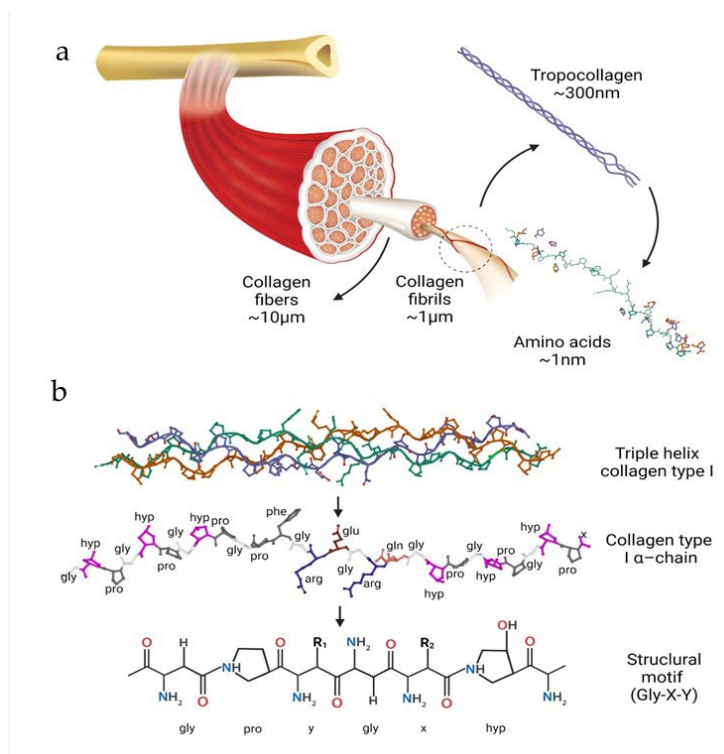 a
Tropocollagen
~300nm
Collagen
fibers
~10μm
Collagen
fibrils
~1μm
Amino acids
~1nm
b
Triple helix
collagen type I
hyp
hyp
hyp
pro
phe
glu
gln
gly
hyp
x
gly
gly
gly
gly
gly
pro
gly
pro
pro
pro
arg
gly
arg
hyp
pro
hyp
pro
gly
pro
Collagen type
I α−chain
O
H
R₁
NH₂
O
R₂
OH
O
NH
NH
NH₂
O
NH₂
O
H
NH₂
O
NH₂
Struclural
motif
(Gly-X-Y)
gly pro y gly x hyp